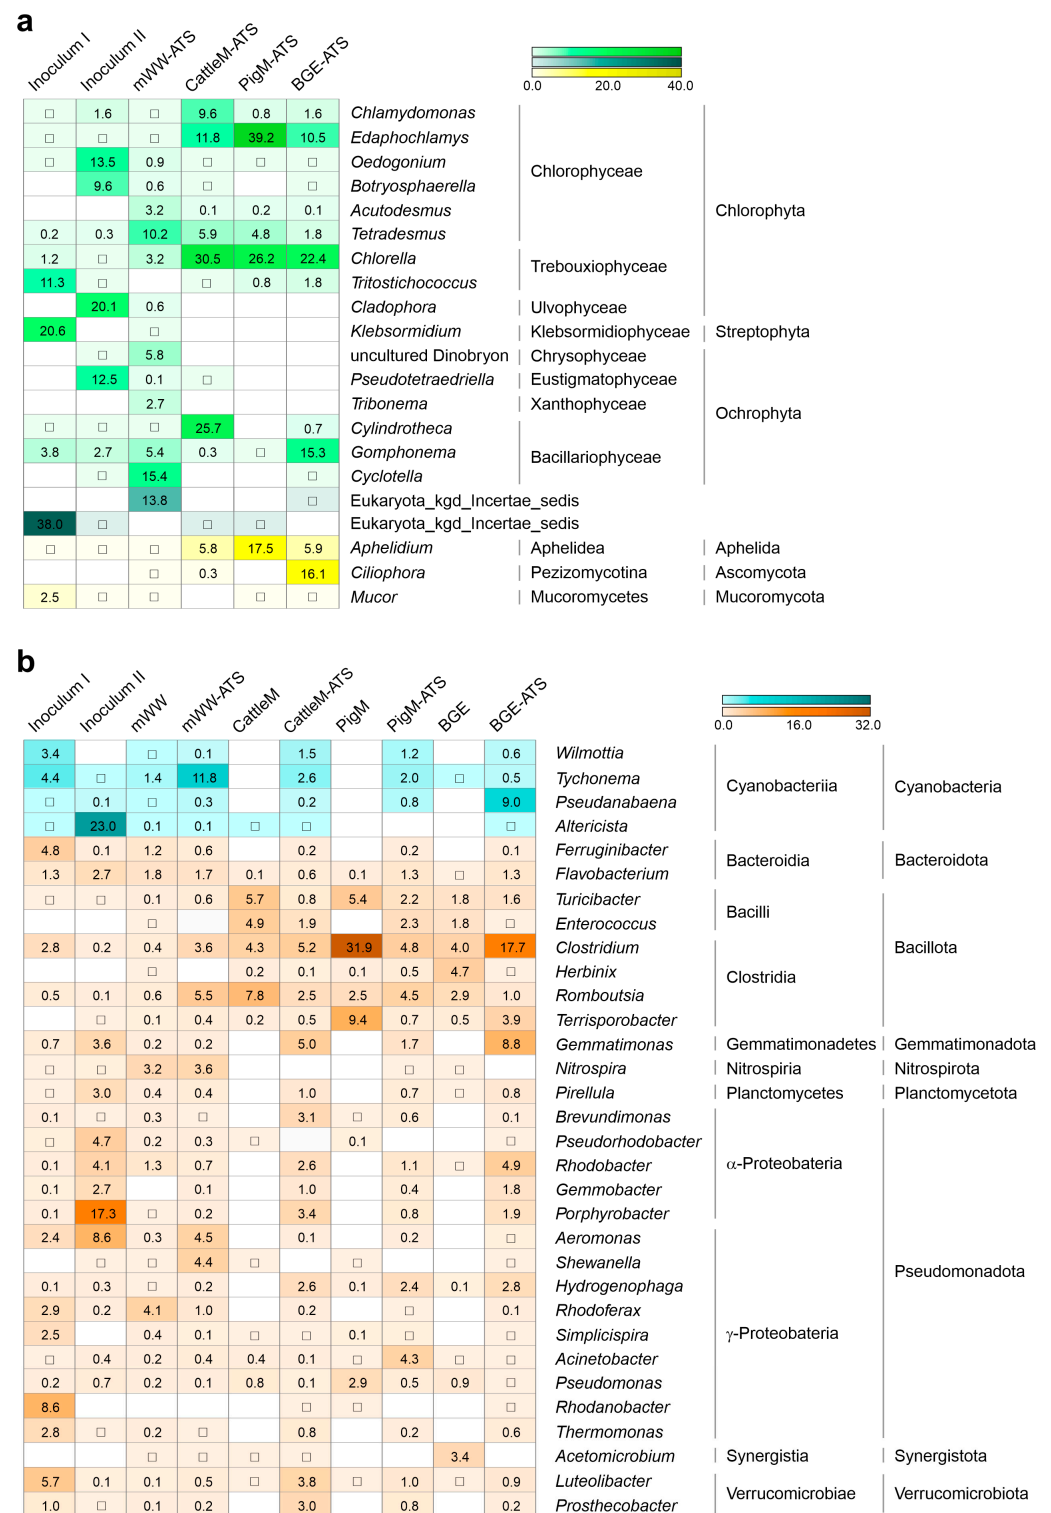 a
Inoculum I
Inoculum II
mWW-ATS
CattleM-ATS
PigM-ATS
BGE-ATS
0.0 20.0 40.0
□ 1.6 □ 9.6 0.8 1.6 Chlamydomonas
□ □ □ 11.8 39.2 10.5 Edaphochlamys
□ 13.5 0.9 □ □ □ Oedogonium
Chlorophyceae
9.6 0.6 □ □ Botryosphaerella
3.2 0.1 0.2 0.1 Acutodesmus
Chlorophyta
0.2 0.3 10.2 5.9 4.8 1.8 Tetradesmus
1.2 □ 3.2 30.5 26.2 22.4 Chlorella
Trebouxiophyceae
11.3 □ □ 0.8 1.8 Tritostichococcus
20.1 0.6 Cladophora Ulvophyceae
20.6 □ Klebsormidium Klebsormidiophyceae Streptophyta
□ 5.8 uncultured Dinobryon Chrysophyceae
12.5 0.1 □ Pseudotetraedriella Eustigmatophyceae
2.7 Tribonema Xanthophyceae
Ochrophyta
□ □ □ 25.7 0.7 Cylindrotheca
3.8 2.7 5.4 0.3 □ 15.3 Gomphonema
Bacillariophyceae
□ 15.4 □ Cyclotella
13.8 □ Eukaryota_kgd_Incertae_sedis
38.0 □ □ □ Eukaryota_kgd_Incertae_sedis
□ □ □ 5.8 17.5 5.9 Aphelidium Aphelidea Aphelida
□ 0.3 16.1 Ciliophora Pezizomycotina Ascomycota
2.5 □ □ □ □ Mucor Mucoromycetes Mucoromycota
b
Inoculum I
Inoculum II
mWW
mWW-ATS
CattleM
CattleM-ATS
PigM
PigM-ATS
BGE
BGE-ATS
0.0 16.0 32.0
3.4 □ 0.1 1.5 1.2 0.6 Wilmottia
4.4 □ 1.4 11.8 2.6 2.0 □ 0.5 Tychonema
Cyanobacteriia Cyanobacteria
□ 0.1 □ 0.3 0.2 0.8 9.0 Pseudanabaena
□ 23.0 0.1 0.1 □ □ □ Altericista
4.8 0.1 1.2 0.6 0.2 0.2 0.1 Ferruginibacter
Bacteroidia Bacteroidota
1.3 2.7 1.8 1.7 0.1 0.6 0.1 1.3 □ 1.3 Flavobacterium
□ □ 0.1 0.6 5.7 0.8 5.4 2.2 1.8 1.6 Turicibacter
Bacilli
□ 4.9 1.9 2.3 1.8 □ Enterococcus
2.8 0.2 0.4 3.6 4.3 5.2 31.9 4.8 4.0 17.7 Clostridium
Bacillota
□ 0.2 0.1 0.1 0.5 4.7 □ Herbinix
Clostridia
0.5 0.1 0.6 5.5 7.8 2.5 2.5 4.5 2.9 1.0 Romboutsia
□ 0.1 0.4 0.2 0.5 9.4 0.7 0.5 3.9 Terrisporobacter
0.7 3.6 0.2 0.2 5.0 1.7 8.8 Gemmatimonas Gemmatimonadetes Gemmatimonadota
□ □ 3.2 3.6 □ □ Nitrospira Nitrospiria Nitrospirota
□ 3.0 0.4 0.4 1.0 0.7 □ 0.8 Pirellula Planctomycetes Planctomycetota
0.1 □ 0.3 □ 3.1 □ 0.6 0.1 Brevundimonas
□ 4.7 0.2 0.3 □ 0.1 □ Pseudorhodobacter
0.1 4.1 1.3 0.7 2.6 1.1 □ 4.9 Rhodobacter
α-Proteobateria
0.1 2.7 0.1 1.0 0.4 1.8 Gemmobacter
0.1 17.3 □ 0.2 3.4 0.8 1.9 Porphyrobacter
2.4 8.6 0.3 4.5 0.1 0.2 □ Aeromonas
□ □ 4.4 □ □ □ Shewanella
Pseudomonadota
0.1 0.3 □ 0.2 2.6 0.1 2.4 0.1 2.8 Hydrogenophaga
2.9 0.2 4.1 1.0 0.2 □ 0.1 Rhodoferax
2.5 0.4 0.1 □ □ 0.1 □ □ Simplicispira
γ-Proteobateria
□ 0.4 0.2 0.4 0.4 0.1 □ 4.3 □ □ Acinetobacter
0.2 0.7 0.2 0.1 0.8 0.1 2.9 0.5 0.9 □ Pseudomonas
8.6 □ □ □ Rhodanobacter
2.8 □ 0.2 □ 0.8 0.2 0.6 Thermomonas
□ □ □ □ 3.4 Acetomicrobium Synergistia Synergistota
5.7 0.1 0.1 0.5 □ 3.8 □ 1.0 □ 0.9 Luteolibacter
Verrucomicrobiae Verrucomicrobiota
1.0 □ 0.1 0.2 3.0 0.8 0.2 Prosthecobacter